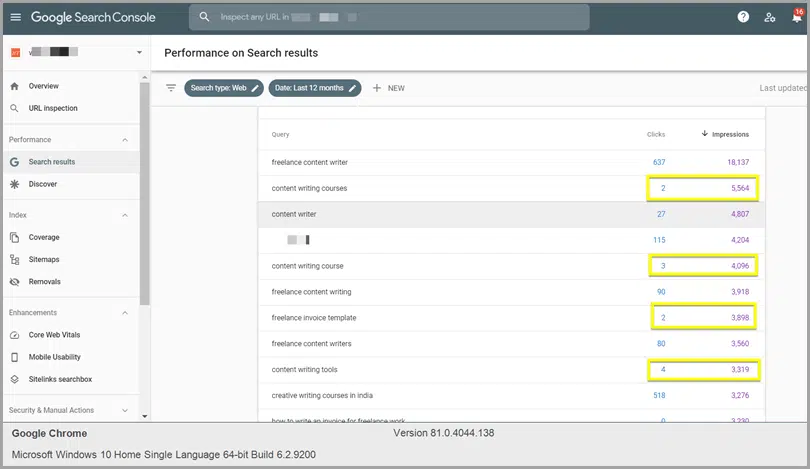 Google Search Console
Inspect any URL in
16
Performance on Search results
Search type: Web
Date: Last 12 months
NEW
Last updated
Overview
URL inspection
Performance
Search results
Discover
Index
Coverage
Sitemaps
Removals
Enhancements
Core Web Vitals
Mobile Usability
Sitelinks searchbox
Security & Manual Actions
Query Clicks Impressions
freelance content writer 637 18,137
content writing courses 2 5,564
content writer 27 4,807
115 4,204
content writing course 3 4,096
freelance content writing 90 3,918
freelance invoice template 2 3,898
freelance content writers 80 3,560
content writing tools 4 3,319
creative writing courses in india 518 3,276
how to write an invoice for freelance work 0 3,230
Google Chrome Version 81.0.4044.138
Microsoft Windows 10 Home Single Language 64-bit Build 6.2.9200